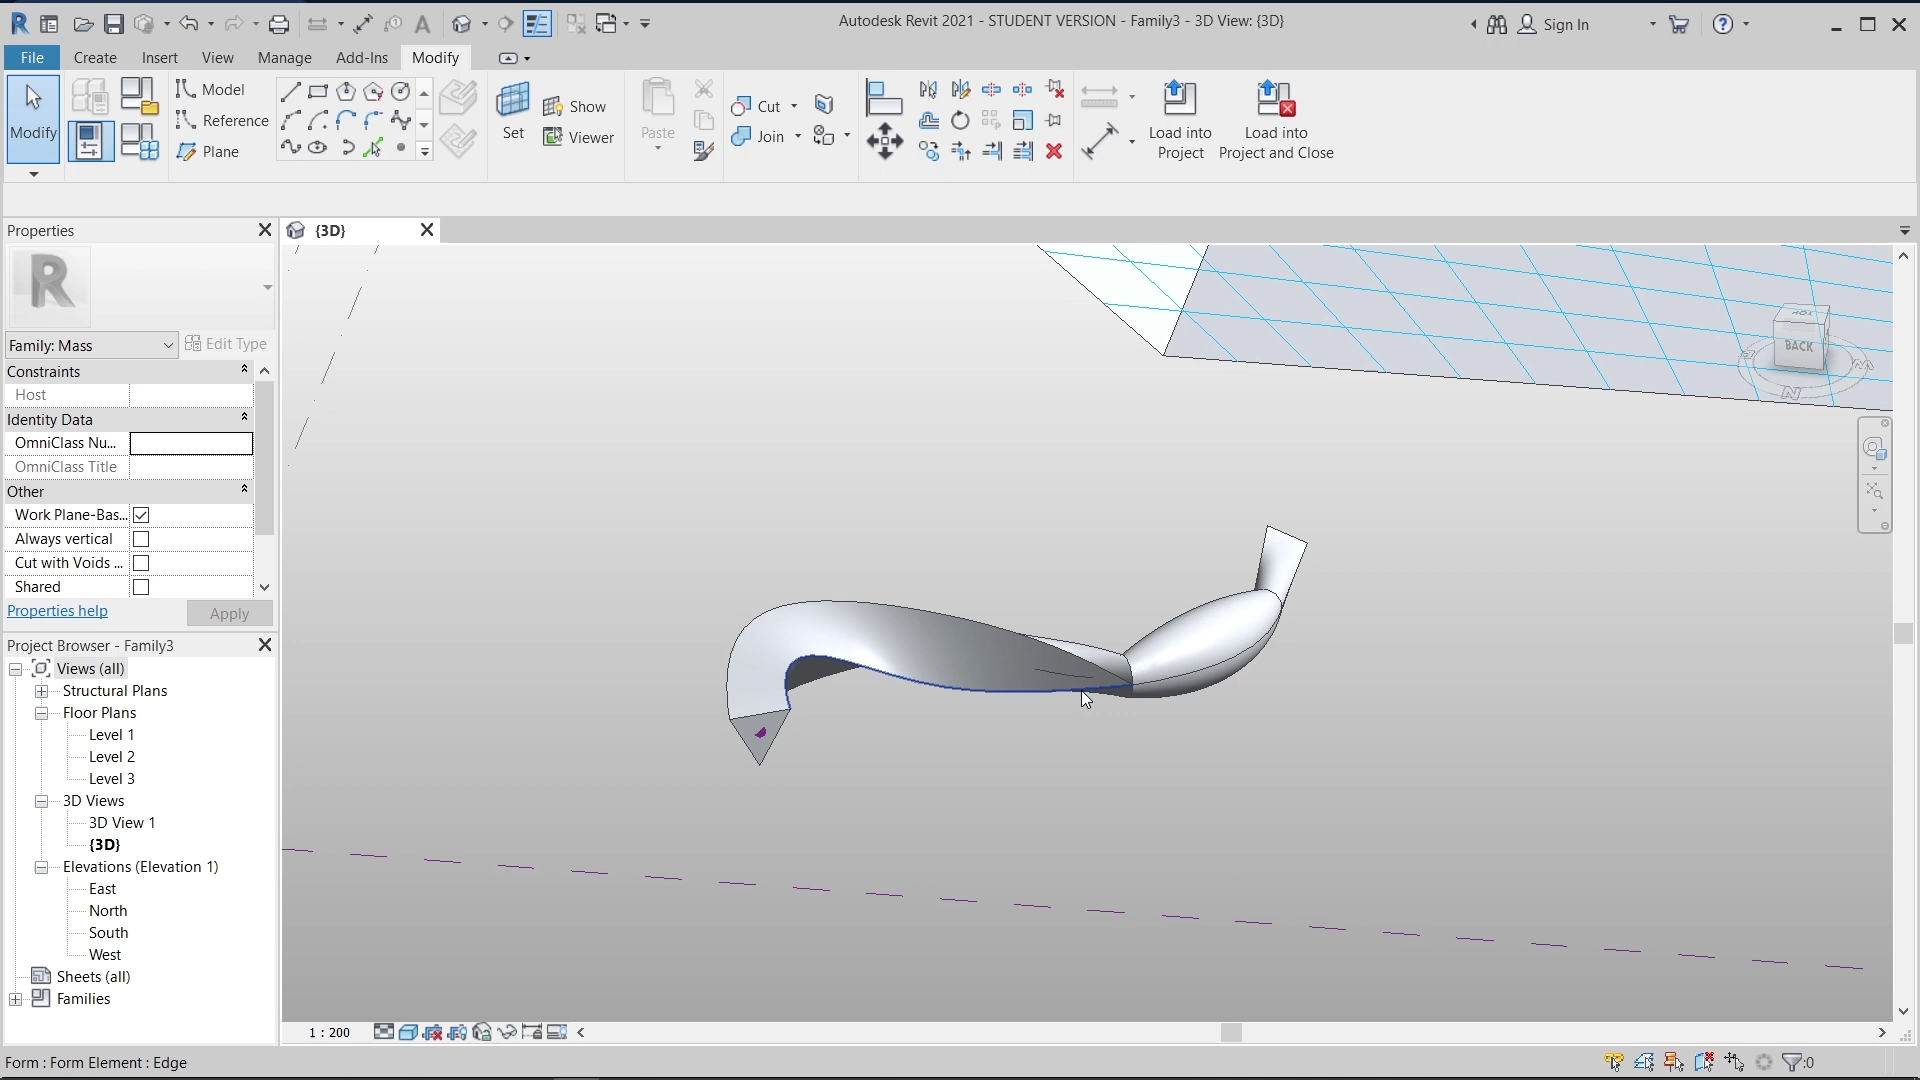 Autodesk Revit 2021 - STUDENT VERSION - Family3 - 3D View: {3D}
Sign In
File
Create
Insert
View
Manage
Add-Ins
Modify
Modify
Model
Reference
Plane
Set
Show
Viewer
Paste
Cut
Join
Load into
Project
Load into
Project and Close
Properties
{3D}
Family: Mass
Edit Type
Constraints
Host
Identity Data
OmniClass Nu...
OmniClass Title
Other
Work Plane-Bas...
Always vertical
Cut with Voids ...
Shared
Properties help
Apply
Project Browser - Family3
Views (all)
Structural Plans
Floor Plans
Level 1
Level 2
Level 3
3D Views
3D View 1
{3D}
Elevations (Elevation 1)
East
North
South
West
Sheets (all)
Families
TOP
BACK
N
W
E
1 : 200
Form : Form Element : Edge
:0